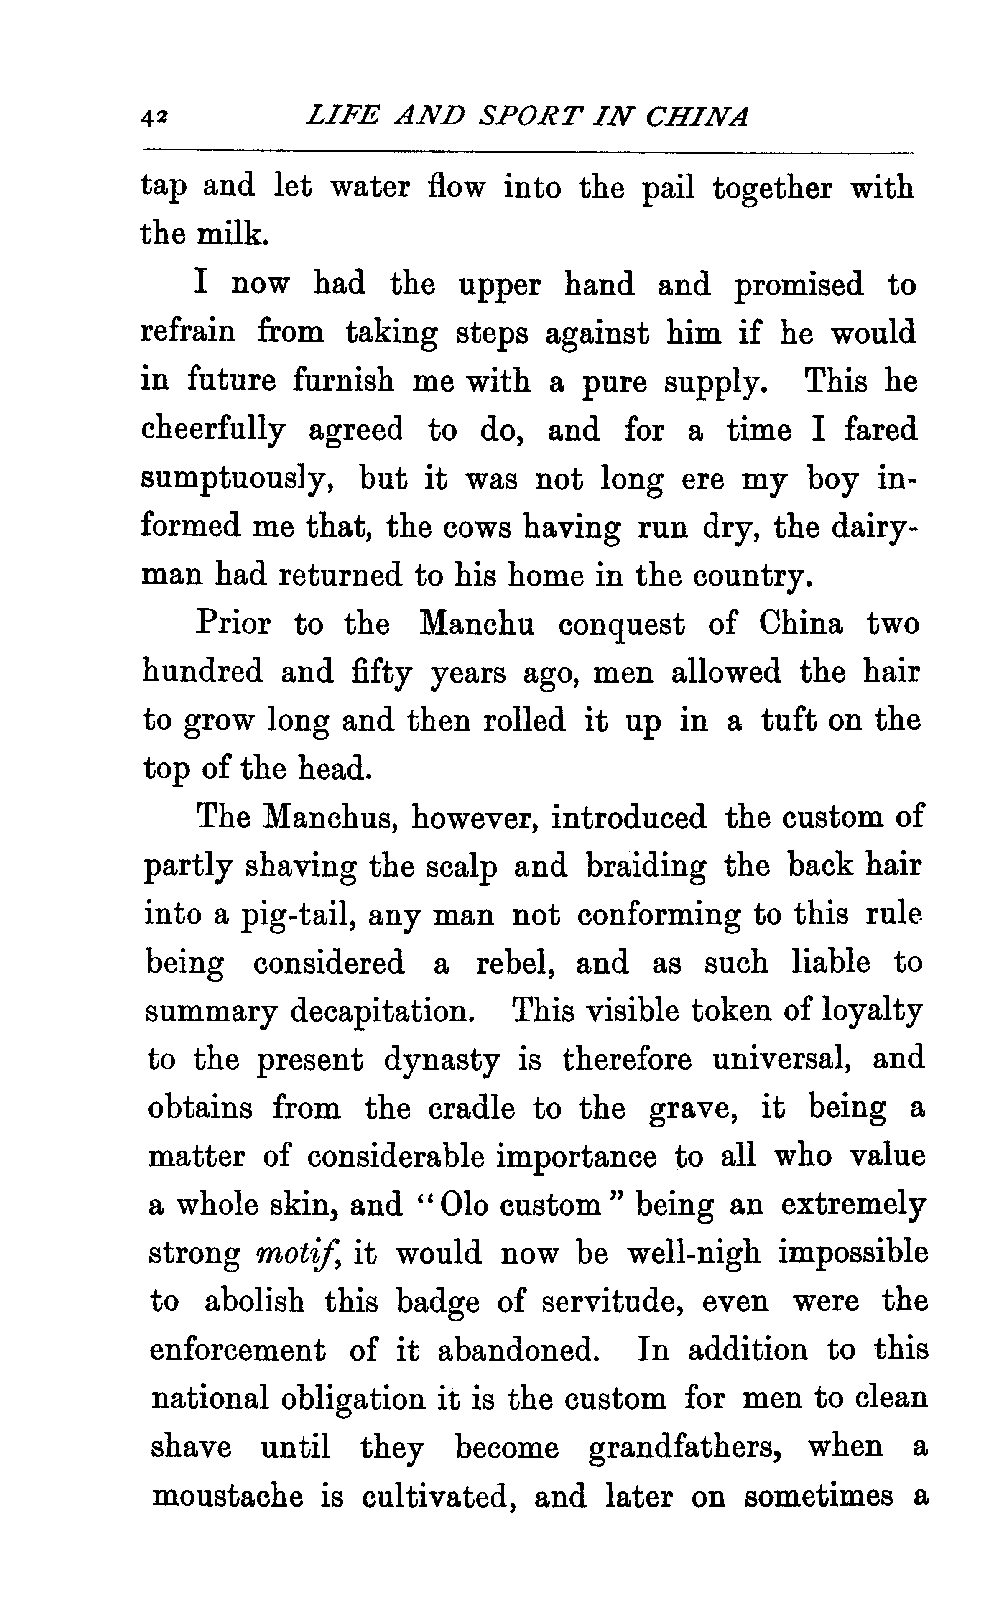 42 LIFE AND SPORT IN CHINA
tap and let water flow into the pail together with
the milk.
I now had the upper hand and promised to
refrain from taking steps against him if he would
in future furnish me with a pure supply. This he
cheerfully agreed to do, and for a time I fared
sumptuously, but it was not long ere my boy in-
formed me that, the cows having run dry, the dairy-
man had returned to his home in the country.
Prior to the Manchu conquest of China two
hundred and fifty years ago, men allowed the hair
to grow long and then rolled it up in a tuft on the
top of the head.
The Manchus, however, introduced the custom of
partly shaving the scalp and braiding the back hair
into a pig-tail, any man not conforming to this rule
being considered a rebel, and as such liable to
summary decapitation. This visible token of loyalty
to the present dynasty is therefore universal, and
obtains from the cradle to the grave, it being a
matter of considerable importance to all who value
a whole skin, and “Olo custom” being an extremely
strong motif, it would now be well-nigh impossible
to abolish this badge of servitude, even were the
enforcement of it abandoned. In addition to this
national obligation it is the custom for men to clean
shave until they become grandfathers, when a
moustache is cultivated, and later on sometimes a